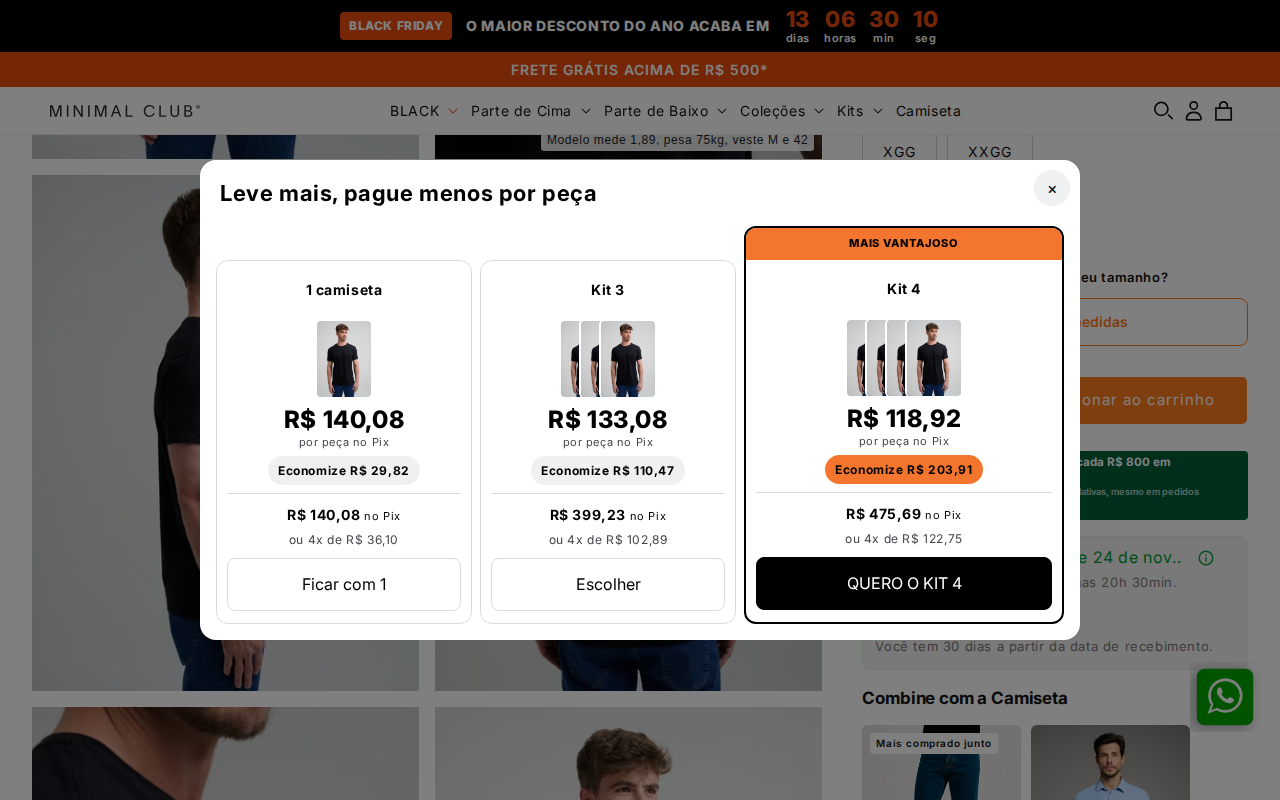 BLACK FRIDAY
O MAIOR DESCONTO DO ANO ACABA EM
13 06 30 10
dias horas min seg
FRETE GRÁTIS ACIMA DE R$ 500*
MINIMAL CLUB®
BLACK
Parte de Cima
Parte de Baixo
Coleções
Kits
Camiseta
Modelo mede 1,89, pesa 75kg, veste M e 42
XGG
XXGG
Leve mais, pague menos por peça
×
1 camiseta
R$ 140,08
por peça no Pix
Economize R$ 29,82
R$ 140,08 no Pix
ou 4x de R$ 36,10
Ficar com 1
Kit 3
R$ 133,08
por peça no Pix
Economize R$ 110,47
R$ 399,23 no Pix
ou 4x de R$ 102,89
Escolher
MAIS VANTAJOSO
Kit 4
R$ 118,92
por peça no Pix
Economize R$ 203,91
R$ 475,69 no Pix
ou 4x de R$ 122,75
QUERO O KIT 4
eu tamanho?
edidas
onar ao carrinho
cada R$ 800 em
lativas, mesmo em pedidos
e 24 de nov..
as 20h 30min.
Você tem 30 dias a partir da data de recebimento.
Combine com a Camiseta
Mais comprado junto